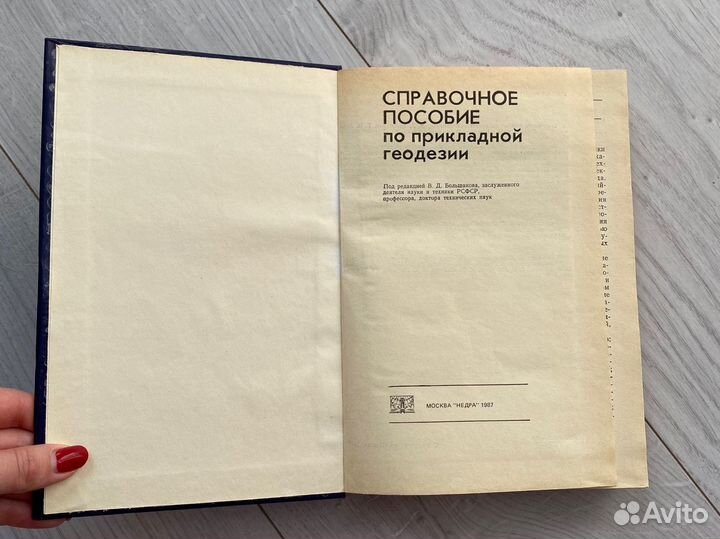 СПРАВОЧНОЕ
ПОСОБИЕ
по прикладной
геодезии
Под редакцией В. Д. Большакова, заслуженного
деятеля науки и техники РСФСР,
профессора, доктора технических наук
МОСКВА "НЕДРА" 1987
Avito